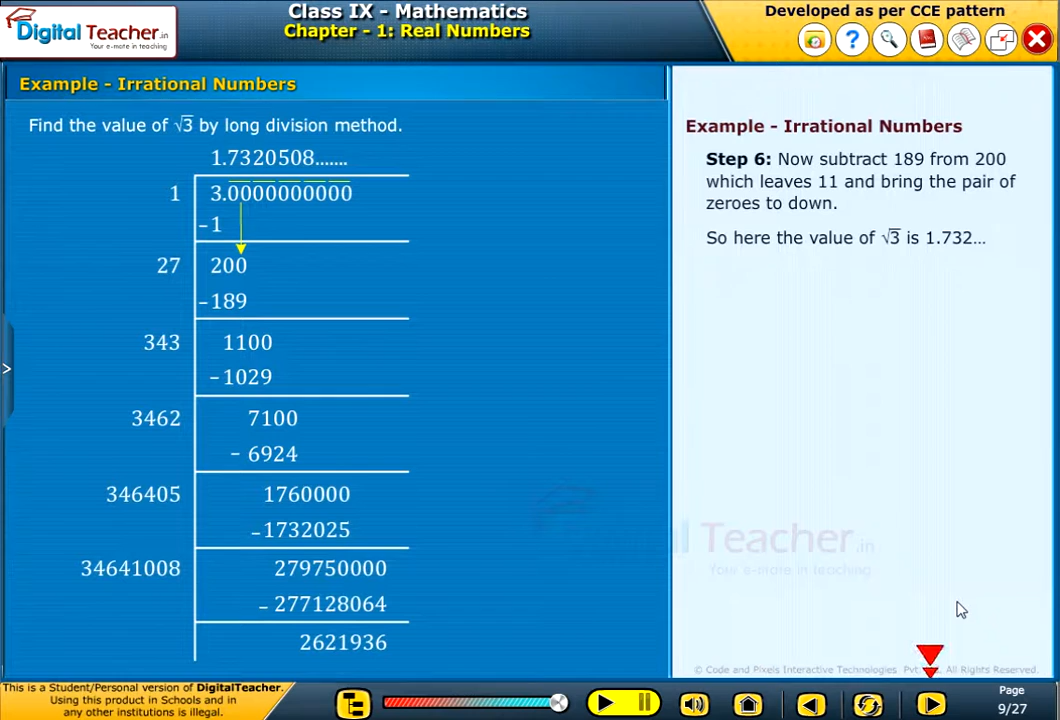 Digital Teacher.in
Your e-mate in teaching
Class IX - Mathematics
Chapter - 1: Real Numbers
Developed as per CCE pattern
Example - Irrational Numbers
Find the value of √3 by long division method.
1.7320508.......
1 3.0000000000
−1
27 200
−189
343 1100
−1029
3462 7100
− 6924
346405 1760000
−1732025
34641008 279750000
− 277128064
2621936
Example - Irrational Numbers
Step 6: Now subtract 189 from 200
which leaves 11 and bring the pair of
zeroes to down.
So here the value of √3 is 1.732...
Digital Teacher.in
Your e-mate in teaching
© Code and Pixels Interactive Technologies. Pvt. All Rights Reserved.
This is a Student/Personal version of DigitalTeacher.
Using this product in Schools and in
any other institutions is illegal.
Page
9/27